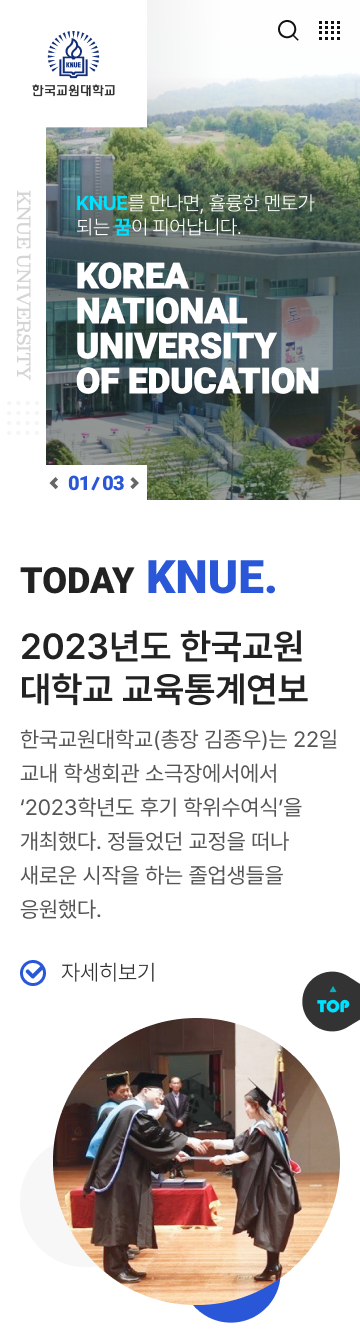 KNUE
한국교원대학교
KNUE UNIVERSITY
KNUE를 만나면, 휼륭한 멘토가
되는 꿈이 피어납니다.
KOREA
NATIONAL
UNIVERSITY
OF EDUCATION
01/03
TODAY KNUE.
2023년도 한국교원
대학교 교육통계연보
한국교원대학교(총장 김종우)는 22일
교내 학생회관 소극장에서에서
‘2023학년도 후기 학위수여식’을
개최했다. 정들었던 교정을 떠나
새로운 시작을 하는 졸업생들을
응원했다.
자세히보기
TOP